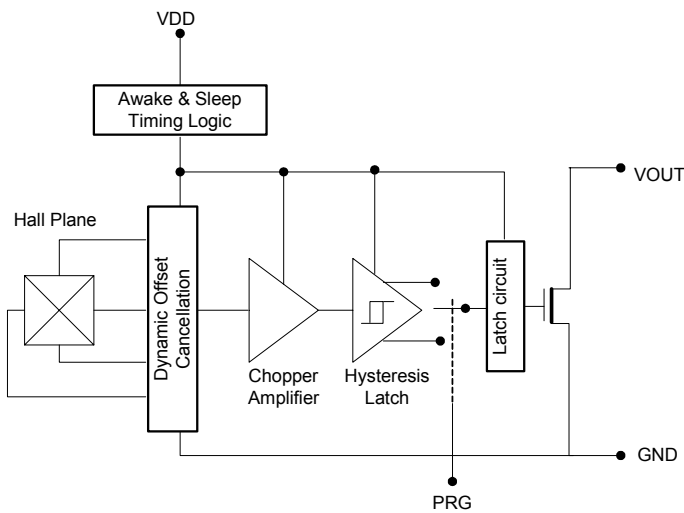 VDD
Awake & Sleep
Timing Logic
VOUT
Hall Plane
Dynamic Offset
Cancellation
Latch circuit
Chopper
Amplifier
Hysteresis
Latch
GND
PRG